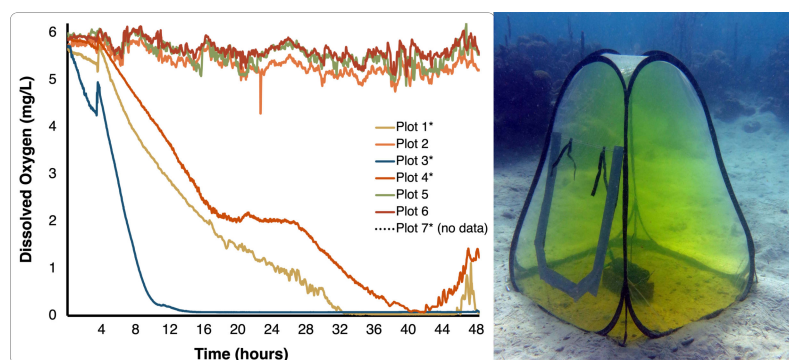 6
5
4
3
2
1
0
Dissolved Oxygen (mg/L)
Plot 1*
Plot 2
Plot 3*
Plot 4*
Plot 5
Plot 6
Plot 7* (no data)
4 8 12 16 20 24 28 32 36 40 44 48
Time (hours)